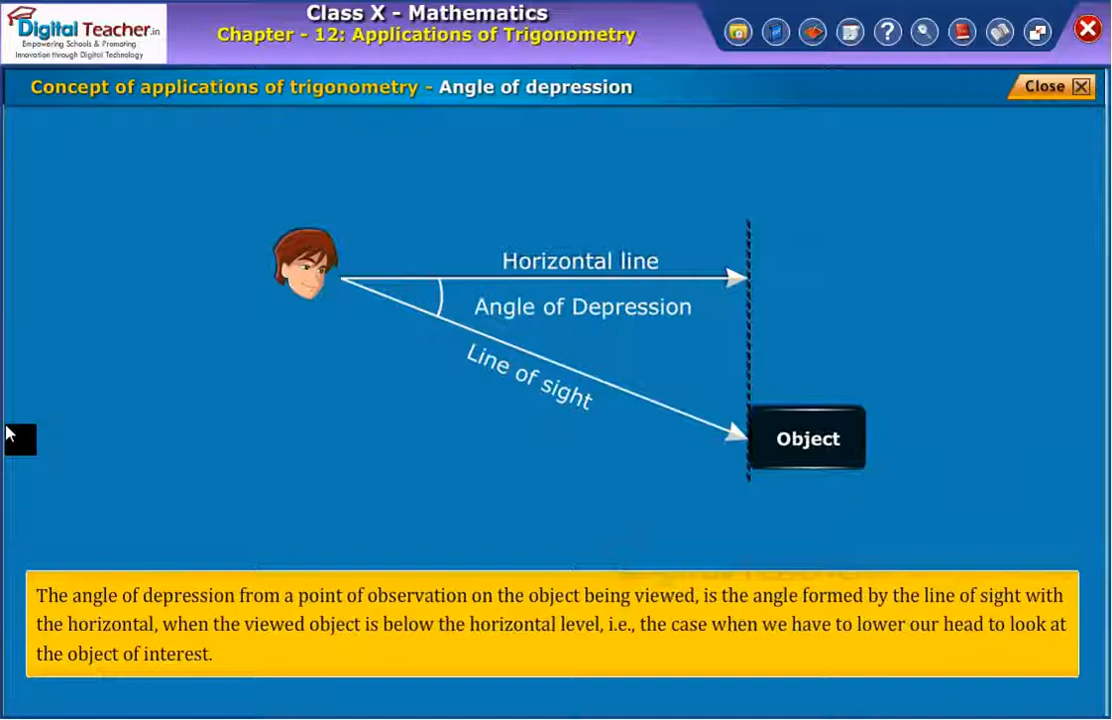 Digital Teacher.in
Empowering Schools & Promoting
Innovation through Digital Technology
Class X - Mathematics
Chapter - 12: Applications of Trigonometry
Concept of applications of trigonometry - Angle of depression
Close
Horizontal line
Angle of Depression
Line of sight
Object
The angle of depression from a point of observation on the object being viewed, is the angle formed by the line of sight with
the horizontal, when the viewed object is below the horizontal level, i.e., the case when we have to lower our head to look at
the object of interest.